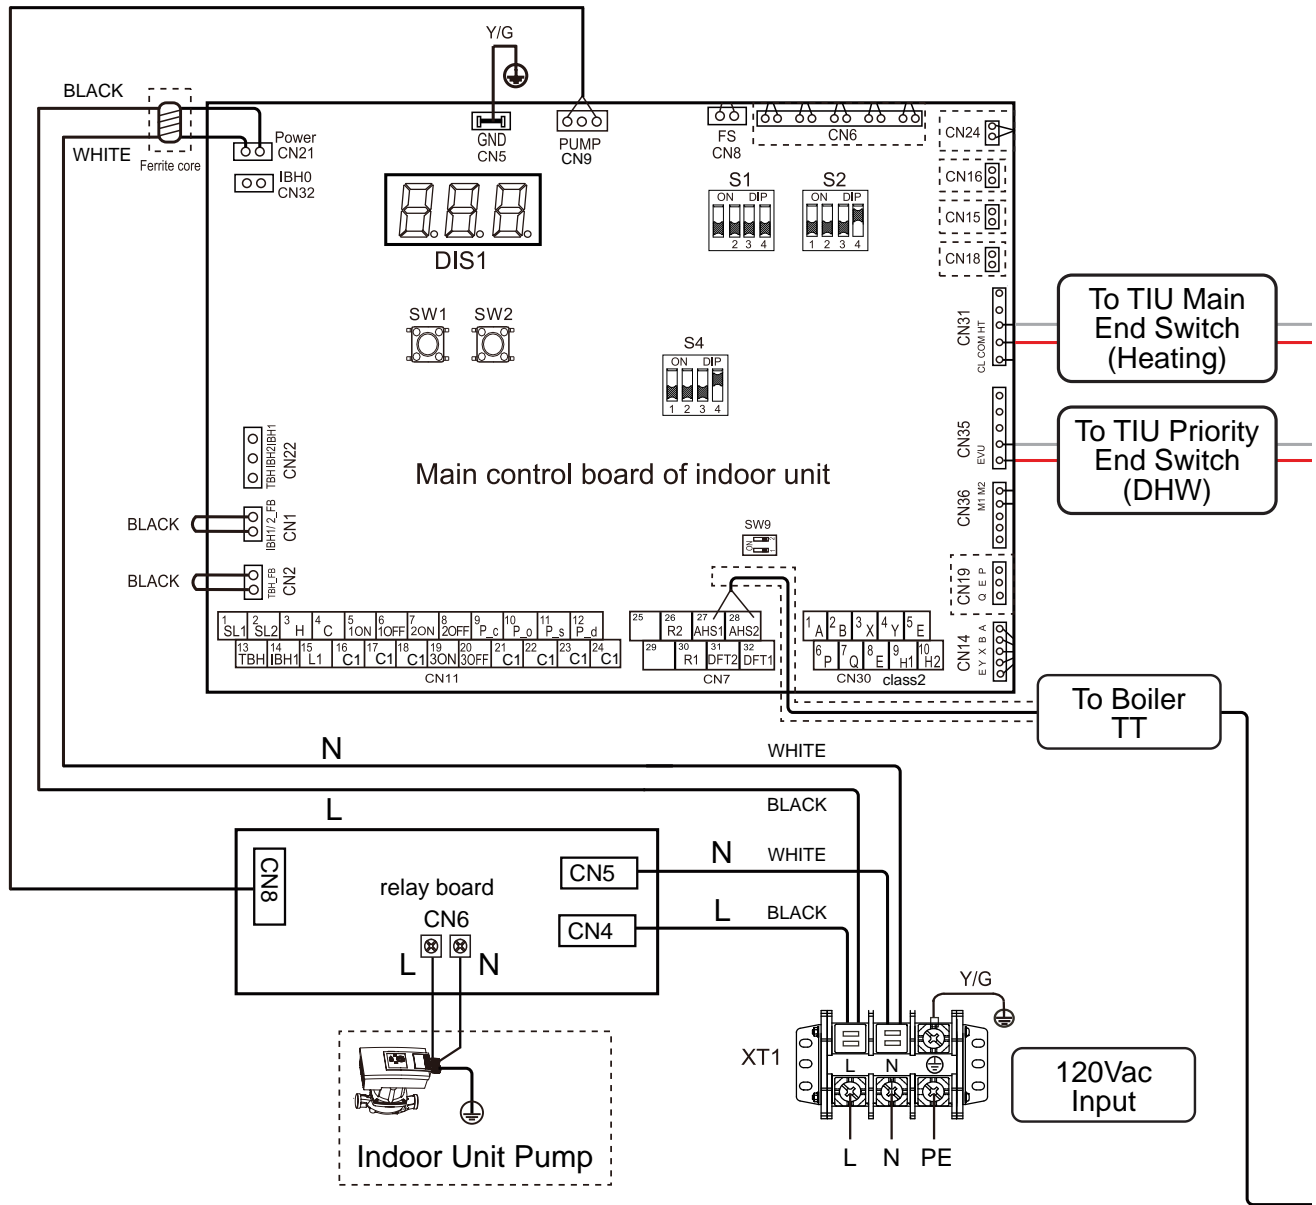 Y/G
BLACK
WHITE
Ferrite core
Power
CN21
IBH0
CN32
GND
CN5
PUMP
CN9
FS
CN8
CN6
CN24
CN16
CN15
CN18
DIS1
S1
ON DIP
2 3 4
S2
ON DIP
1 2 3 4
SW1
SW2
S4
ON DIP
1 2 3 4
CN31
CL COM HT
To TIU Main
End Switch
(Heating)
CN35
EVU
To TIU Priority
End Switch
(DHW)
CN22
TBH IBH2 IBH1
Main control board of indoor unit
CN36
M1 M2
BLACK
IBH1/ 2_FB
CN1
BLACK
TBH_FB
CN2
SW9
ON
1 2
CN19
Q E P
CN14
E Y X B A
1 SL1 2 SL2 3 H 4 C 5 1ON 6 1OFF 7 2ON 8 2OFF 9 P_c 10 P_o 11 P_s 12 P_d
13 TBH 14 IBH1 15 L1 16 C1 17 C1 18 C1 19 3ON 20 3OFF 21 C1 22 C1 23 C1 24 C1
CN11
25 26 R2 27 AHS1 28 AHS2
29 30 R1 31 DFT2 32 DFT1
CN7
1 A 2 B 3 X 4 Y 5 E
6 P 7 Q 8 E 9 H1 10 H2
CN30 class2
To Boiler
TT
N
WHITE
L
BLACK
CN8
relay board
CN6
L N
CN5
N WHITE
CN4
L BLACK
Y/G
XT1
L N
120Vac
Input
L N PE
Indoor Unit Pump